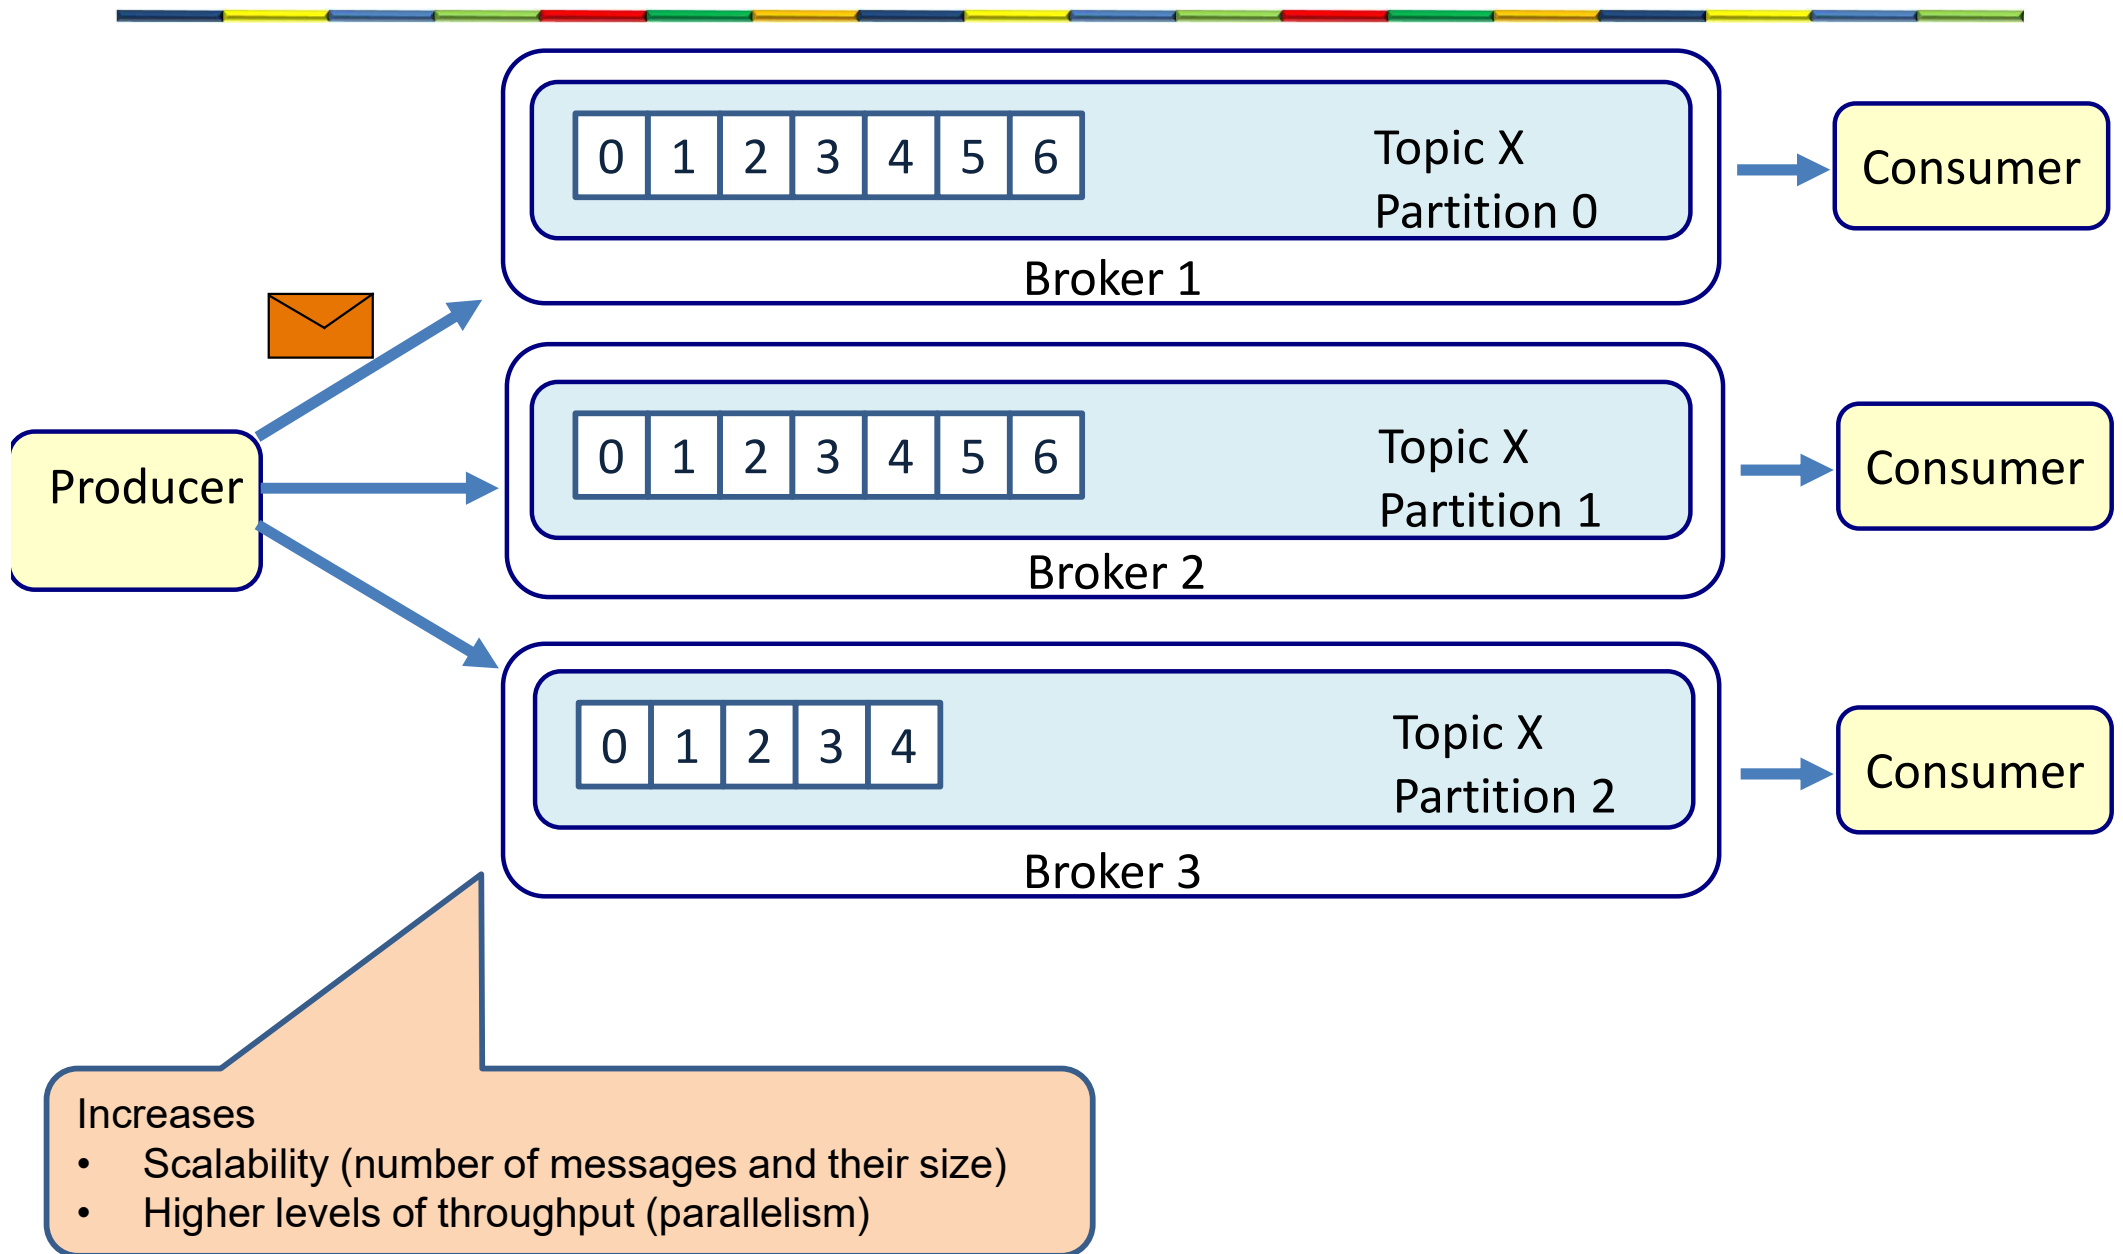 0 1 2 3 4 5 6
Topic X
Partition 0
Broker 1
Consumer
Producer
0 1 2 3 4 5 6
Topic X
Partition 1
Broker 2
Consumer
0 1 2 3 4
Topic X
Partition 2
Broker 3
Consumer
Increases
• Scalability (number of messages and their size)
• Higher levels of throughput (parallelism)